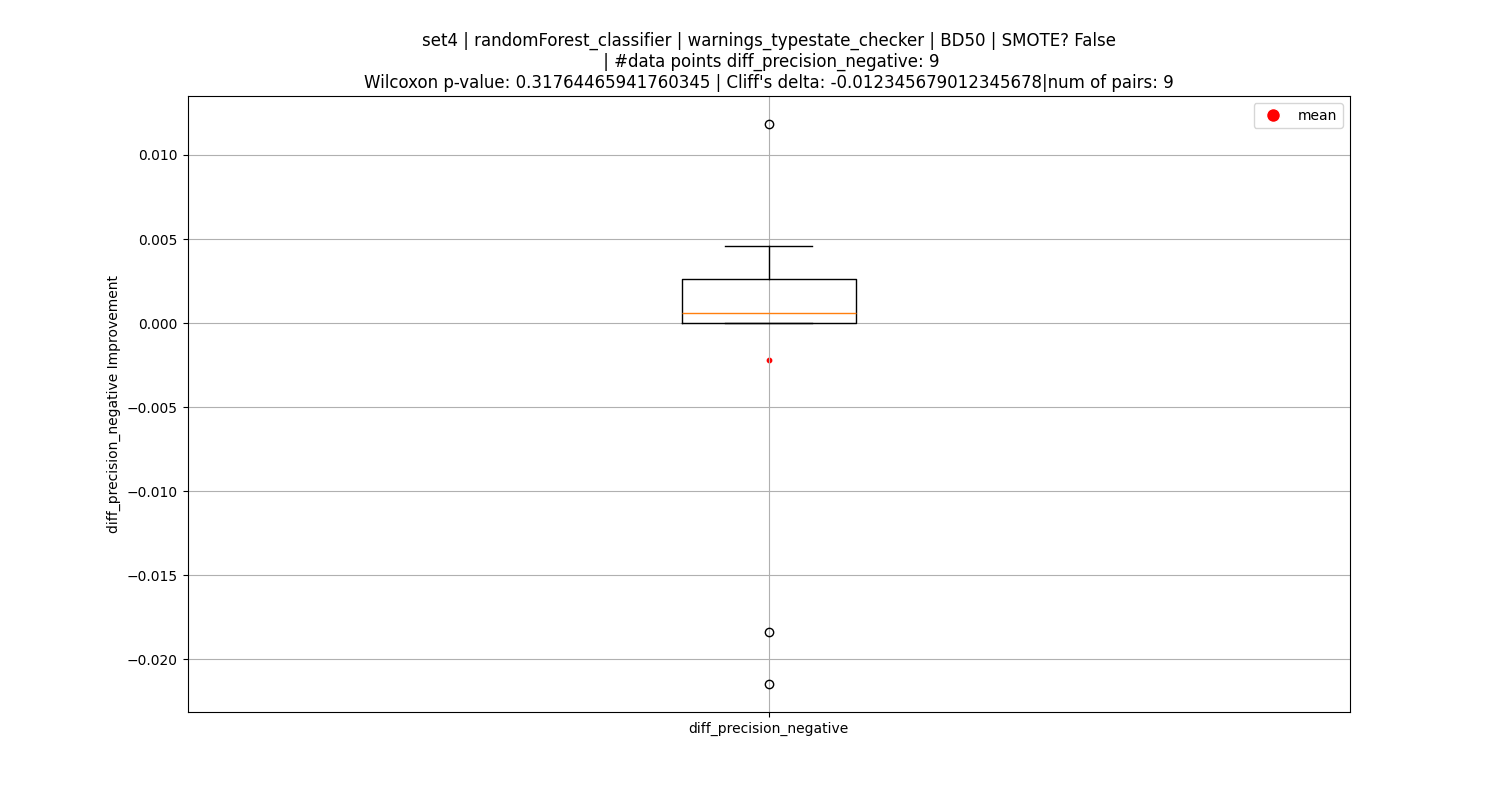 set4 | randomForest_classifier | warnings_typestate_checker | BD50 | SMOTE? False
| #data points diff_precision_negative: 9
Wilcoxon p-value: 0.31764465941760345 | Cliff's delta: -0.012345679012345678|num of pairs: 9
mean
0.010
0.005
0.000
−0.005
−0.010
−0.015
−0.020
diff_precision_negative Improvement
diff_precision_negative